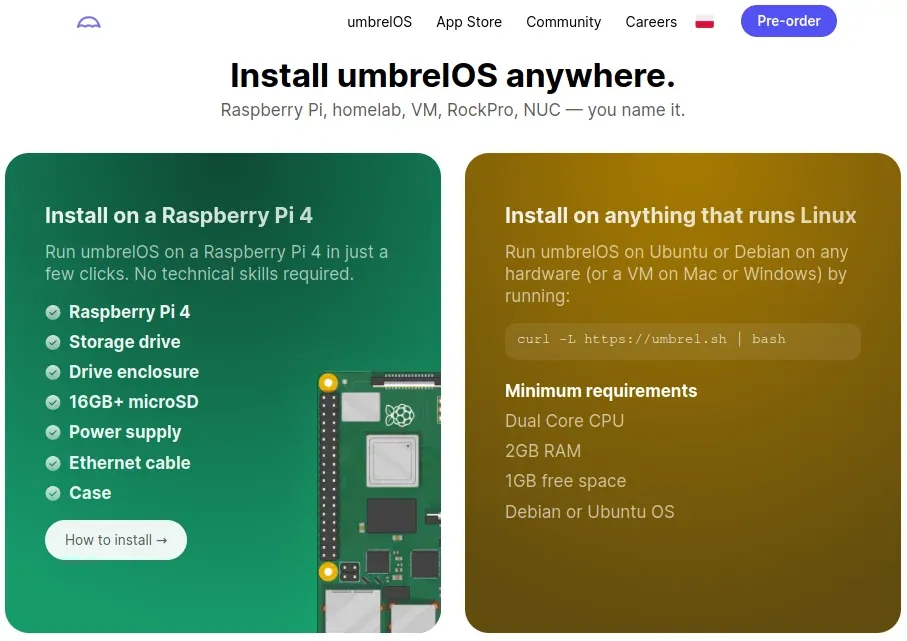 umbrelOS App Store Community Careers Pre-order
Install umbrelOS anywhere.
Raspberry Pi, homelab, VM, RockPro, NUC — you name it.
Install on a Raspberry Pi 4
Run umbrelOS on a Raspberry Pi 4 in just a
few clicks. No technical skills required.
Raspberry Pi 4
Storage drive
Drive enclosure
16GB+ microSD
Power supply
Ethernet cable
Case
How to install →
Install on anything that runs Linux
Run umbrelOS on Ubuntu or Debian on any
hardware (or a VM on Mac or Windows) by
running:
curl -L https://umbrel.sh | bash
Minimum requirements
Dual Core CPU
2GB RAM
1GB free space
Debian or Ubuntu OS